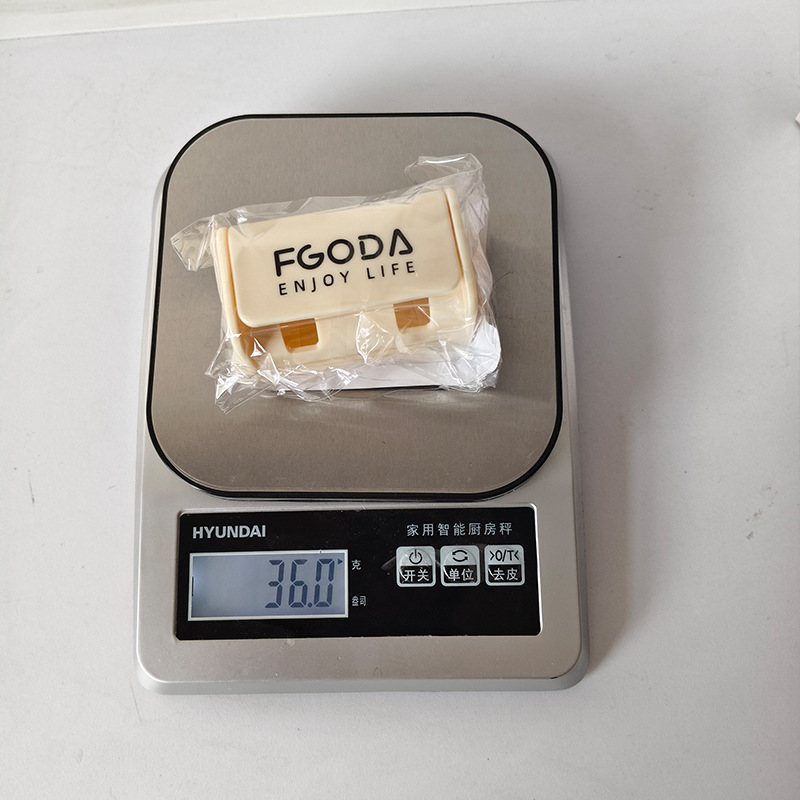 FGODA
ENJOY LIFE
HYUNDAI
家用智能厨房秤
36.0
克
盎司
开关
单位
>O/T<
去皮